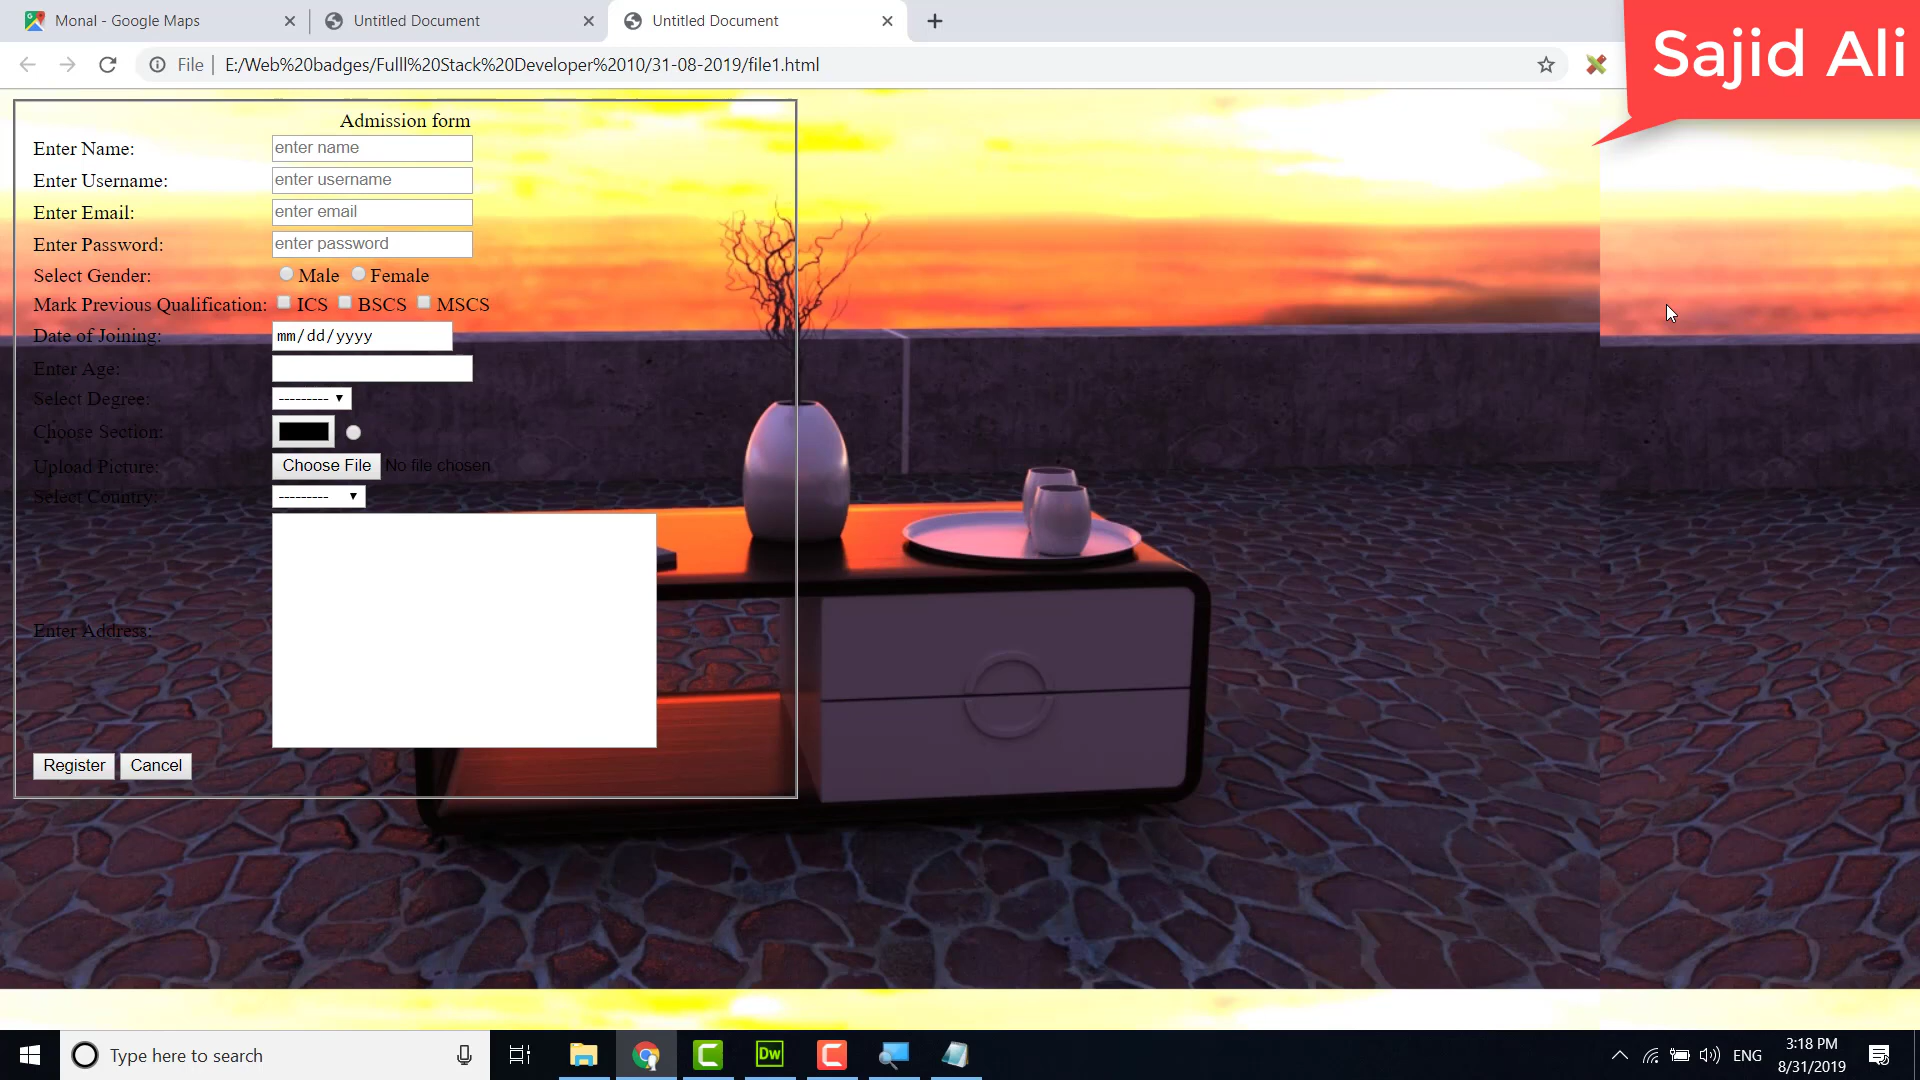 Monal - Google Maps
Untitled Document
Untitled Document
File
E:/Web%20badges/Fulll%20Stack%20Developer%2010/31-08-2019/file1.html
Sajid Ali
Admission form
Enter Name: enter name
Enter Username: enter username
Enter Email: enter email
Enter Password: enter password
Select Gender: Male Female
Mark Previous Qualification: ICS BSCS MSCS
Date of Joining: mm/dd/yyyy
Enter Age:
Select Degree: ---------
Choose Section:
Upload Picture: Choose File No file chosen
Select Country: ---------
Enter Address:
Register Cancel
Type here to search
Dw
ENG
3:18 PM
8/31/2019